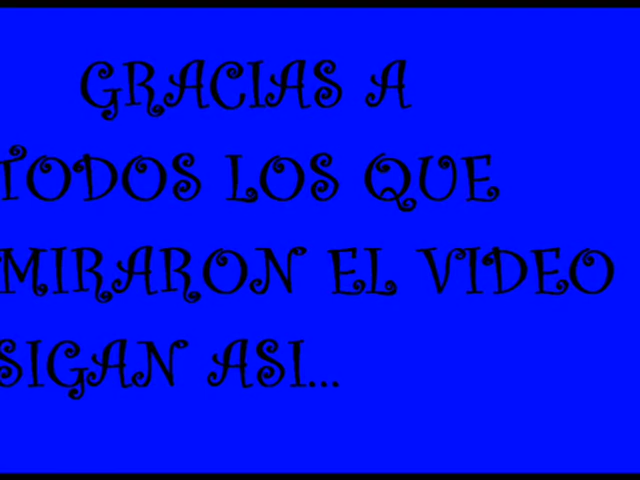 GRACIAS A
TODOS LOS QUE
MIRARON EL VIDEO
SIGAN ASI...